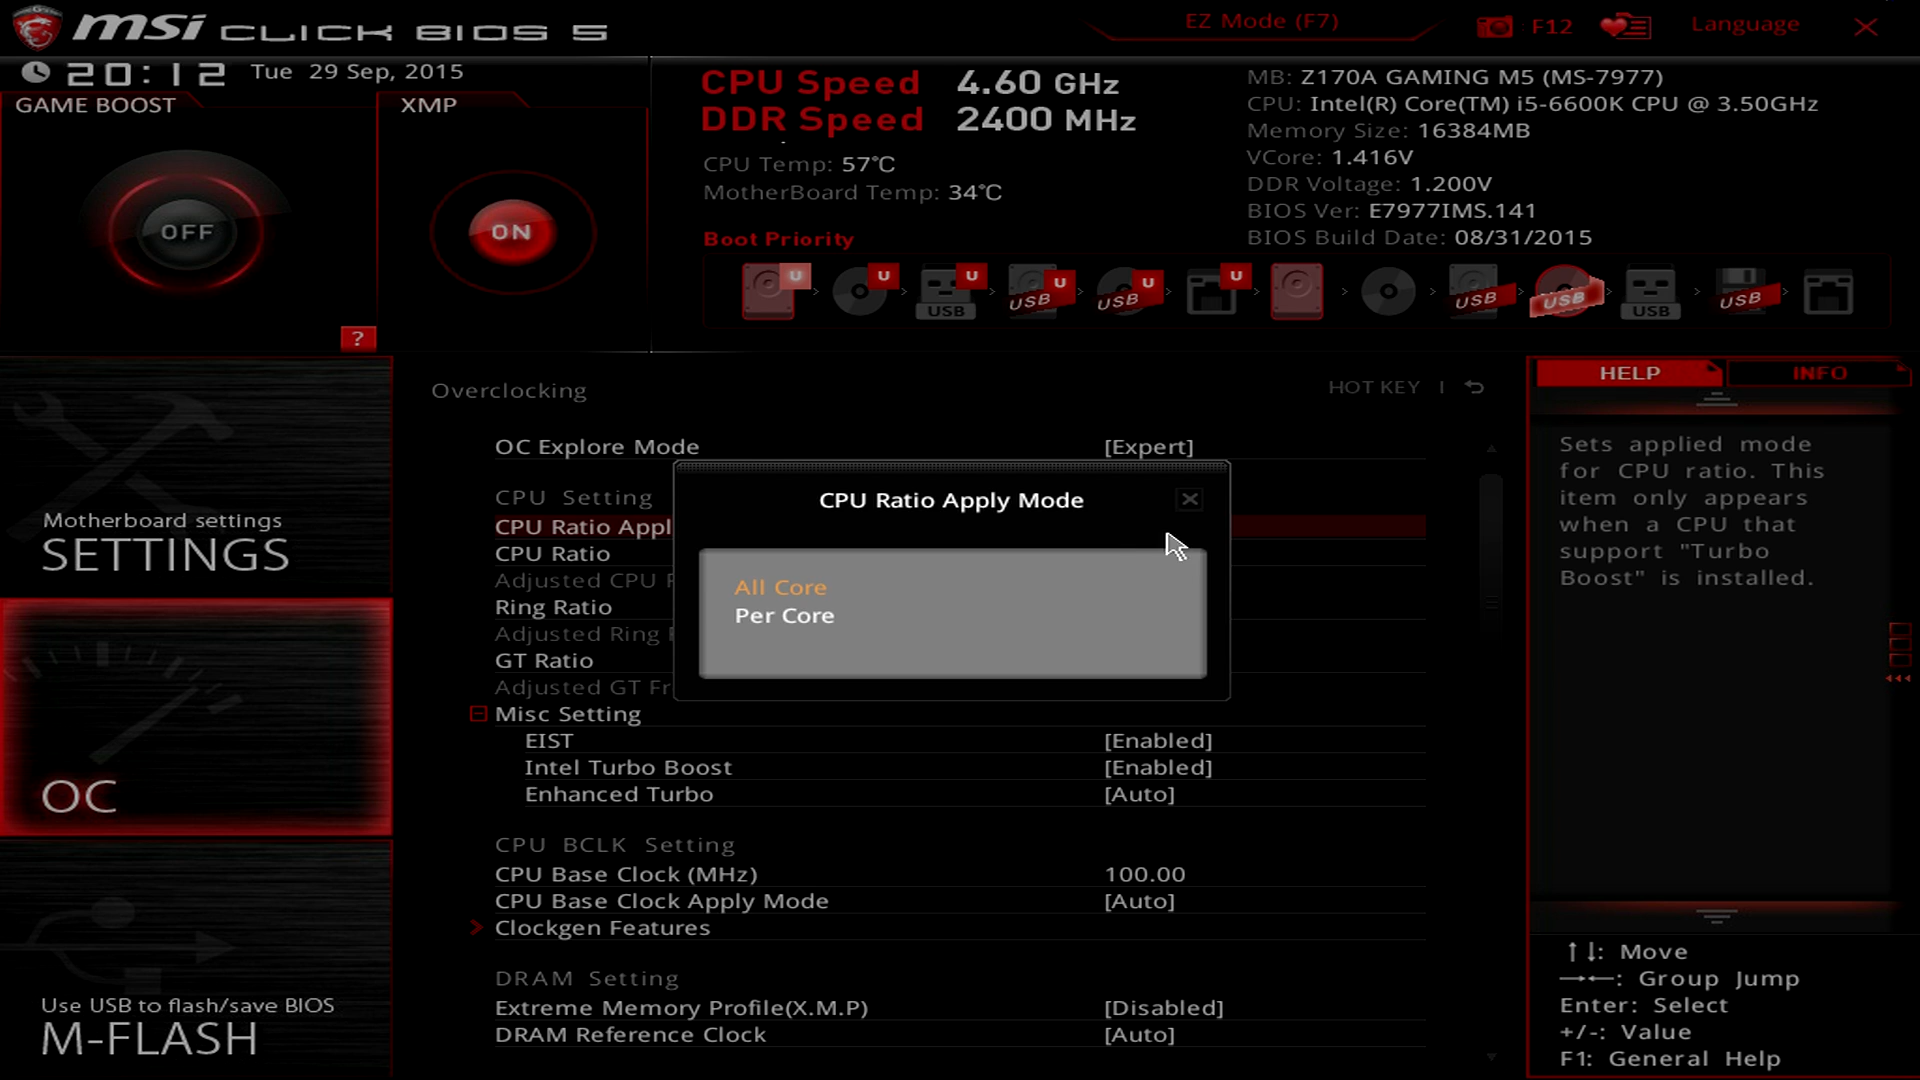 msi CLICK BIOS 5
EZ Mode (F7)
F12
Language
20:12 Tue 29 Sep, 2015
GAME BOOST
XMP
OFF
ON
?
CPU Speed 4.60 GHz
DDR Speed 2400 MHz
CPU Temp: 57℃
MotherBoard Temp: 34℃
MB: Z170A GAMING M5 (MS-7977)
CPU: Intel(R) Core(TM) i5-6600K CPU @ 3.50GHz
Memory Size: 16384MB
VCore: 1.416V
DDR Voltage: 1.200V
BIOS Ver: E7977IMS.141
BIOS Build Date: 08/31/2015
Boot Priority
U U U U U U
USB USB USB USB USB USB USB
Motherboard settings
SETTINGS
OC
Use USB to flash/save BIOS
M-FLASH
Overclocking
HOT KEY |
OC Explore Mode [Expert]
CPU Setting
CPU Ratio Appl
CPU Ratio
Adjusted CPU F
Ring Ratio
Adjusted Ring
GT Ratio
Adjusted GT Fr
Misc Setting
EIST [Enabled]
Intel Turbo Boost [Enabled]
Enhanced Turbo [Auto]
CPU BCLK Setting
CPU Base Clock (MHz) 100.00
CPU Base Clock Apply Mode [Auto]
Clockgen Features
DRAM Setting
Extreme Memory Profile(X.M.P) [Disabled]
DRAM Reference Clock [Auto]
CPU Ratio Apply Mode
All Core
Per Core
HELP
INFO
Sets applied mode
for CPU ratio. This
item only appears
when a CPU that
support "Turbo
Boost" is installed.
↑↓: Move
→←: Group Jump
Enter: Select
+/-: Value
F1: General Help